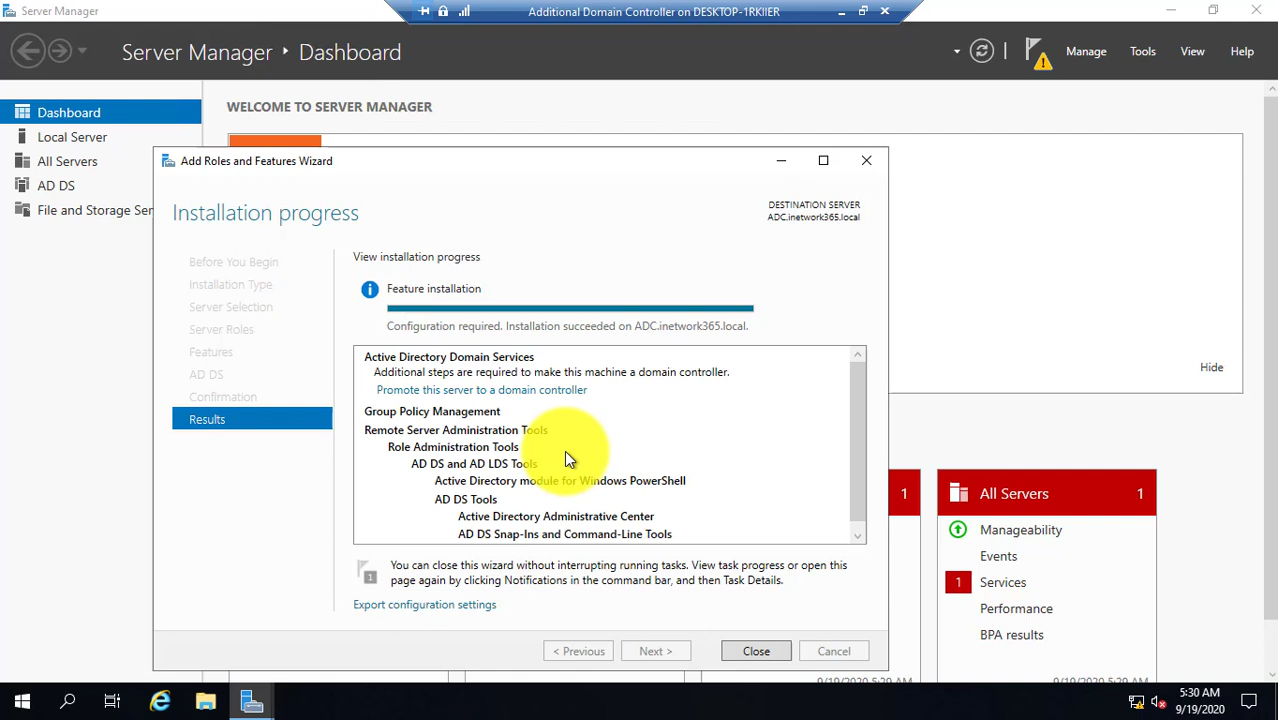 Server Manager
Additional Domain Controller on DESKTOP-1RKIIER
Server Manager ‣ Dashboard
Manage
Tools
View
Help
Dashboard
Local Server
All Servers
AD DS
File and Storage Ser
WELCOME TO SERVER MANAGER
Hide
Add Roles and Features Wizard
Installation progress
DESTINATION SERVER
ADC.inetwork365.local
Before You Begin
Installation Type
Server Selection
Server Roles
Features
AD DS
Confirmation
Results
View installation progress
Feature installation
Configuration required. Installation succeeded on ADC.inetwork365.local.
Active Directory Domain Services
Additional steps are required to make this machine a domain controller.
Promote this server to a domain controller
Group Policy Management
Remote Server Administration Tools
Role Administration Tools
AD DS and AD LDS Tools
Active Directory module for Windows PowerShell
AD DS Tools
Active Directory Administrative Center
AD DS Snap-Ins and Command-Line Tools
1
You can close this wizard without interrupting running tasks. View task progress or open this
page again by clicking Notifications in the command bar, and then Task Details.
Export configuration settings
< Previous
Next >
Close
Cancel
1
All Servers
1
Manageability
Events
1
Services
Performance
BPA results
5:30 AM
9/19/2020